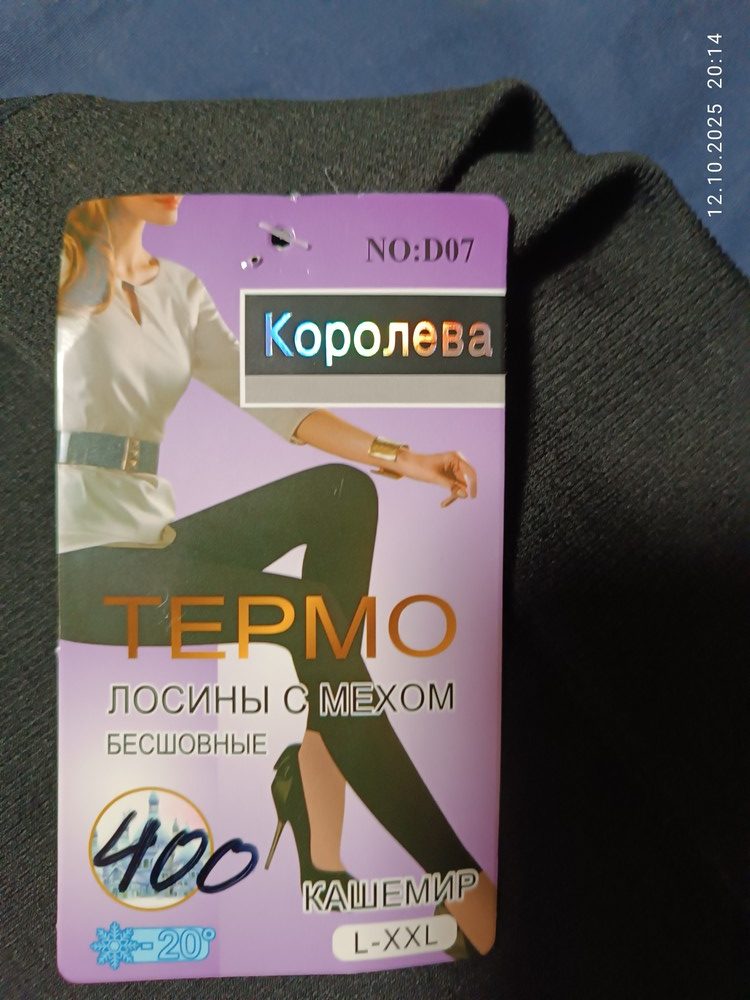 12.10.2025 20:14
NO:D07
Королева
ТЕРМО
ЛОСИНЫ С МЕХОМ
БЕСШОВНЫЕ
400
КАШЕМИР
-20°
L-XXL